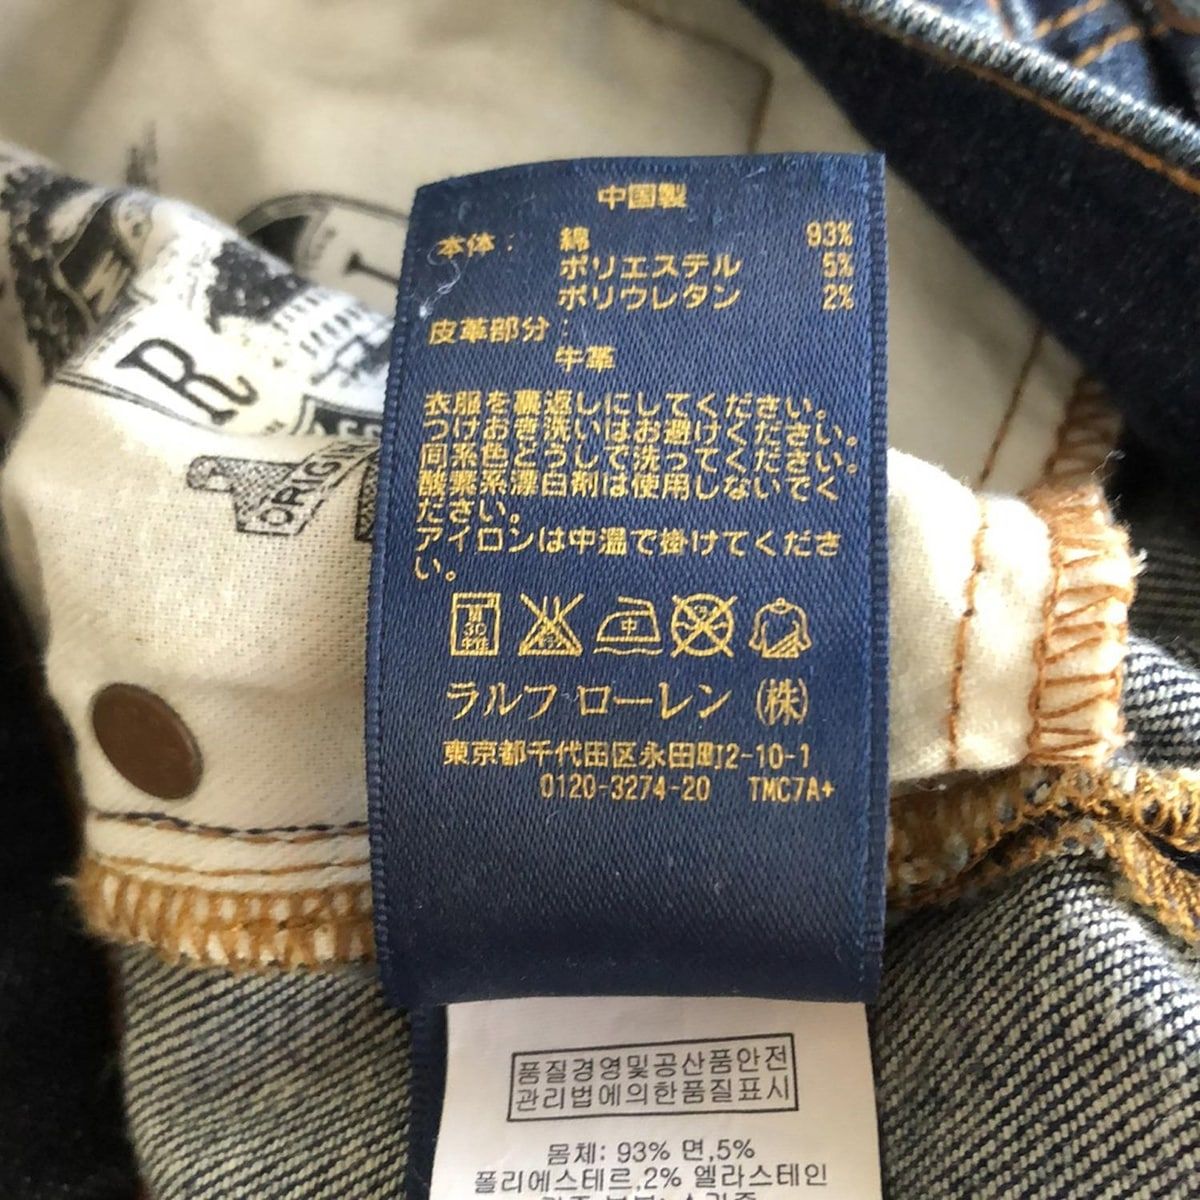 R
ORIGIN
中国製
本体： 綿 93%
ポリエステル 5%
ポリウレタン 2%
皮革部分：
牛革
衣服を裏返しにしてください。
つけおき洗いはお避けください。
同系色どうしで洗ってください。
酸素系漂白剤は使用しないでく
ださい。
アイロンは中温で掛けてくださ
い。
中
ラルフ ローレン（株）
東京都千代田区永田町2-10-1
0120-3274-20 TMC7A+
품질경영및공산품안전
관리법에의한품질표시
몸체: 93% 면,5%
폴리에스테르,2% 엘라스테인